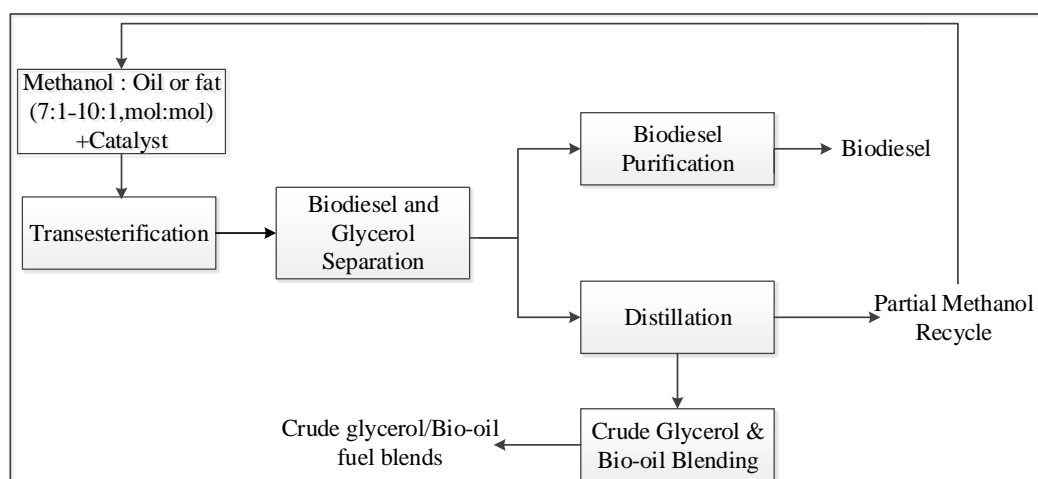 Methanol : Oil or fat
(7:1-10:1,mol:mol)
+Catalyst
Transesterification
Biodiesel and
Glycerol
Separation
Biodiesel
Purification
Biodiesel
Distillation
Partial Methanol
Recycle
Crude Glycerol &
Bio-oil Blending
Crude glycerol/Bio-oil
fuel blends